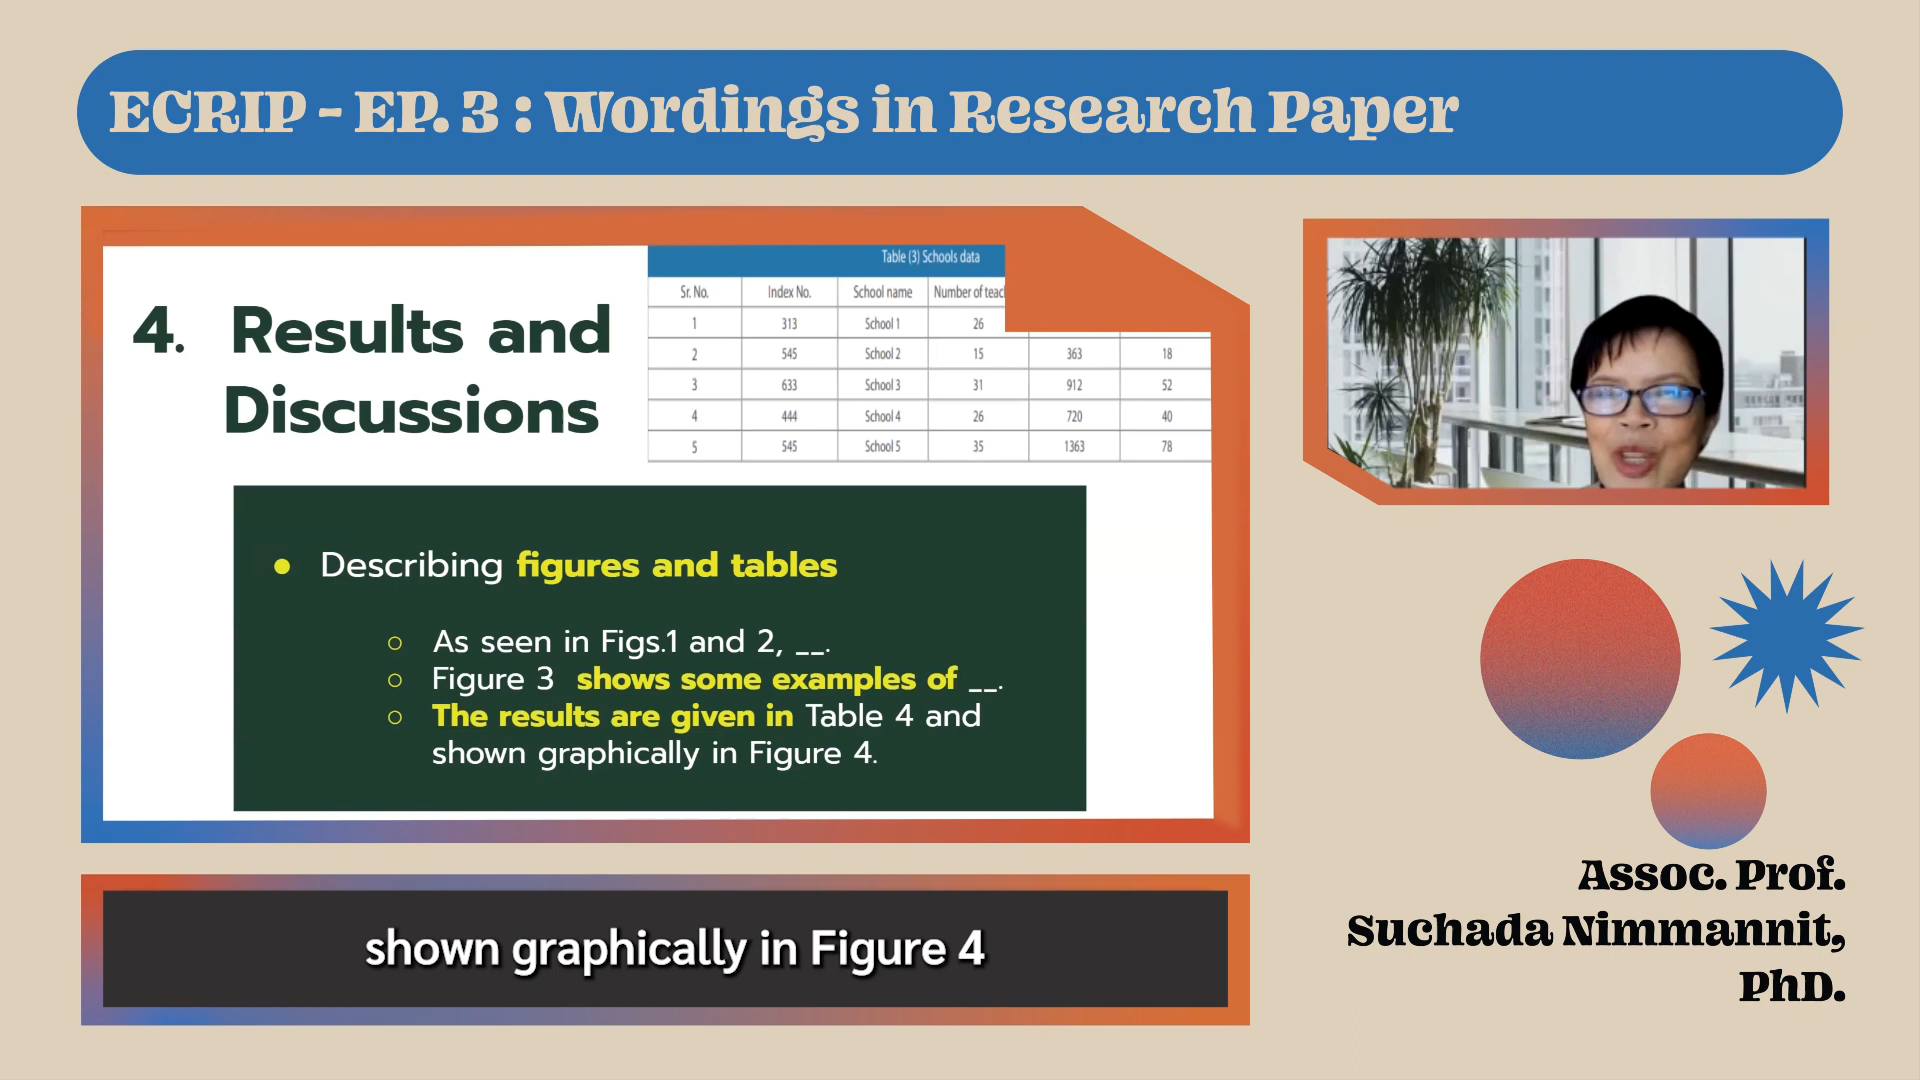 ECRIP - EP. 3 : Wordings in Research Paper
4. Results and
Discussions
Table (3) Schools data
Sr. No. Index No. School name Number of
1 313 School 1 26
2 545 School 2 15 363 18
3 633 School 3 31 912 52
4 444 School 4 26 720 40
5 545 School 5 35 1363 78
● Describing figures and tables
○ As seen in Figs.1 and 2, __.
○ Figure 3 shows some examples of __.
○ The results are given in Table 4 and
shown graphically in Figure 4.
shown graphically in Figure 4
Assoc. Prof.
Suchada Nimmannit,
PhD.